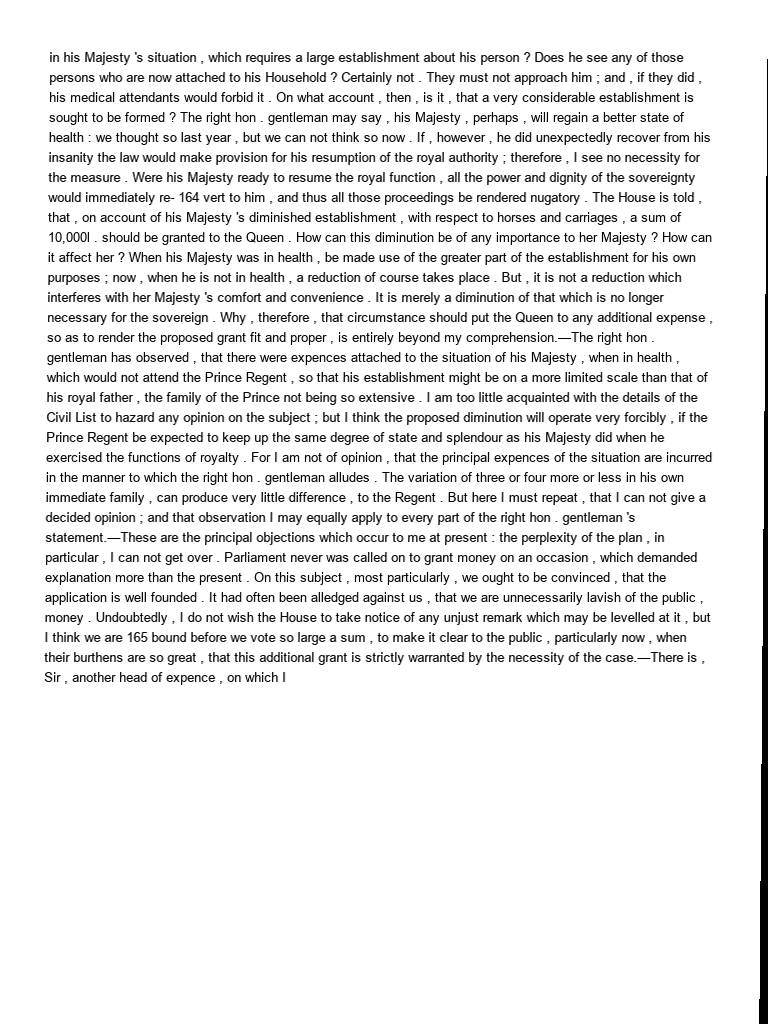 in his Majesty 's situation , which requires a large establishment about his person ? Does he see any of those
persons who are now attached to his Household ? Certainly not . They must not approach him ; and , if they did ,
his medical attendants would forbid it . On what account , then , is it , that a very considerable establishment is
sought to be formed ? The right hon . gentleman may say , his Majesty , perhaps , will regain a better state of
health : we thought so last year , but we can not think so now . If , however , he did unexpectedly recover from his
insanity the law would make provision for his resumption of the royal authority ; therefore , I see no necessity for
the measure . Were his Majesty ready to resume the royal function , all the power and dignity of the sovereignty
would immediately re- 164 vert to him , and thus all those proceedings be rendered nugatory . The House is told ,
that , on account of his Majesty 's diminished establishment , with respect to horses and carriages , a sum of
10,000l . should be granted to the Queen . How can this diminution be of any importance to her Majesty ? How can
it affect her ? When his Majesty was in health , be made use of the greater part of the establishment for his own
purposes ; now , when he is not in health , a reduction of course takes place . But , it is not a reduction which
interferes with her Majesty 's comfort and convenience . It is merely a diminution of that which is no longer
necessary for the sovereign . Why , therefore , that circumstance should put the Queen to any additional expense ,
so as to render the proposed grant fit and proper , is entirely beyond my comprehension.—The right hon .
gentleman has observed , that there were expences attached to the situation of his Majesty , when in health ,
which would not attend the Prince Regent , so that his establishment might be on a more limited scale than that of
his royal father , the family of the Prince not being so extensive . I am too little acquainted with the details of the
Civil List to hazard any opinion on the subject ; but I think the proposed diminution will operate very forcibly , if the
Prince Regent be expected to keep up the same degree of state and splendour as his Majesty did when he
exercised the functions of royalty . For I am not of opinion , that the principal expences of the situation are incurred
in the manner to which the right hon . gentleman alludes . The variation of three or four more or less in his own
immediate family , can produce very little difference , to the Regent . But here I must repeat , that I can not give a
decided opinion ; and that observation I may equally apply to every part of the right hon . gentleman 's
statement.—These are the principal objections which occur to me at present : the perplexity of the plan , in
particular , I can not get over . Parliament never was called on to grant money on an occasion , which demanded
explanation more than the present . On this subject , most particularly , we ought to be convinced , that the
application is well founded . It had often been alledged against us , that we are unnecessarily lavish of the public ,
money . Undoubtedly , I do not wish the House to take notice of any unjust remark which may be levelled at it , but
I think we are 165 bound before we vote so large a sum , to make it clear to the public , particularly now , when
their burthens are so great , that this additional grant is strictly warranted by the necessity of the case.—There is ,
Sir , another head of expence , on which I